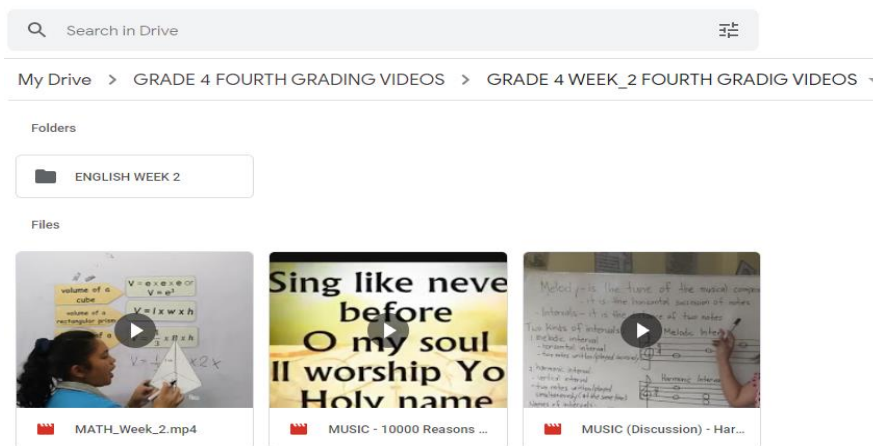 Search in Drive
My Drive > GRADE 4 FOURTH GRADING VIDEOS > GRADE 4 WEEK_2 FOURTH GRADIG VIDEOS
Folders
ENGLISH WEEK 2
Files
volume of a
cube
V = e x e x e or
V = e³
volume of a
rectangular prism
V = l x w x h
Sing like neve
before
O my soul
ll worship Yo
Holy name
Melody - is the tune of the musical
- it is the horizontal succession of notes
Intervals - it is the of two notes
Two kinds of intervals
1. melodic interval
- horizontal interval
Melodic
2. harmonic interval
- vertical interval
Harmonic Interval
MATH_Week_2.mp4
MUSIC - 10000 Reasons ...
MUSIC (Discussion) - Har...